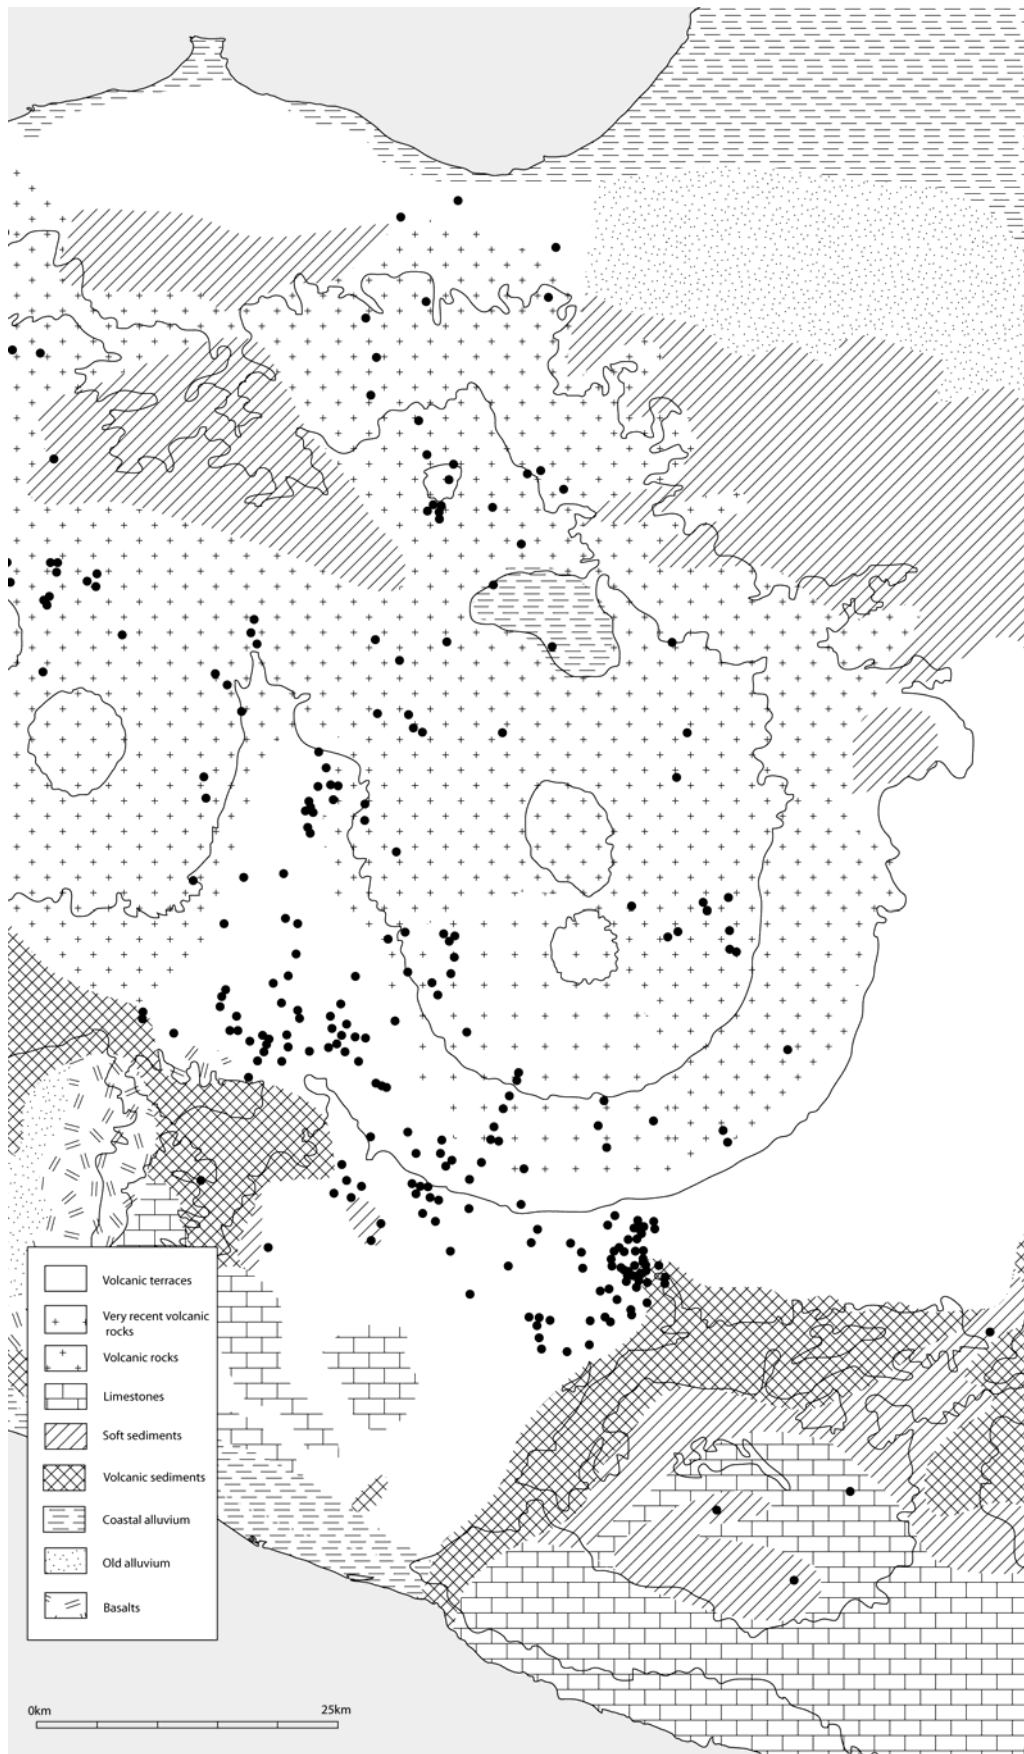 Volcanic terraces
Very recent volcanic
rocks
Volcanic rocks
Limestones
Soft sediments
Volcanic sediments
Coastal alluvium
Old alluvium
Basalts
0km 25km